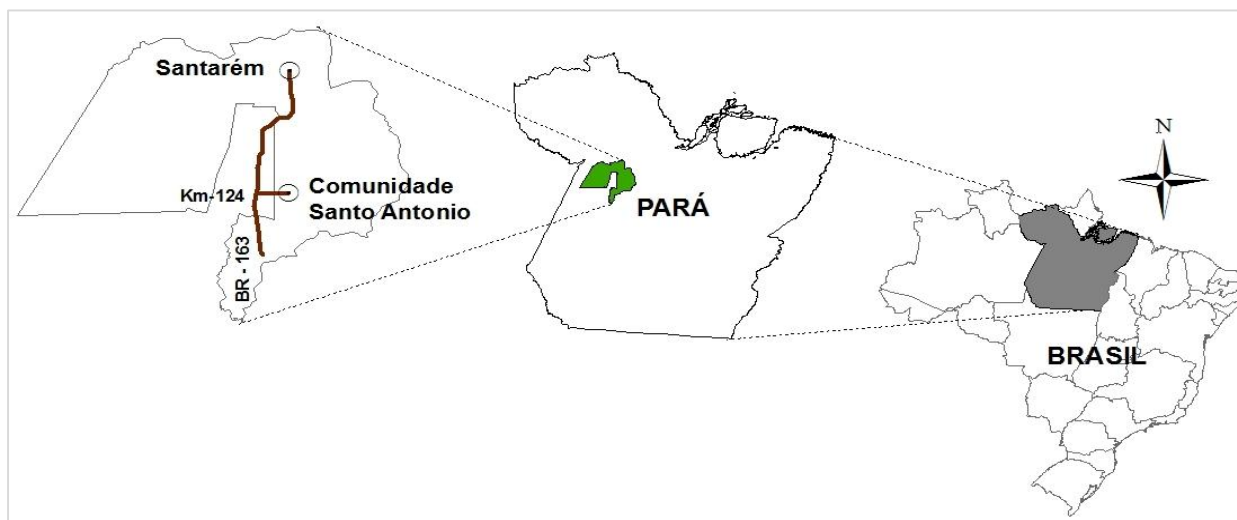 Santarém
Km-124
Comunidade
Santo Antonio
BR - 163
PARÁ
N
BRASIL